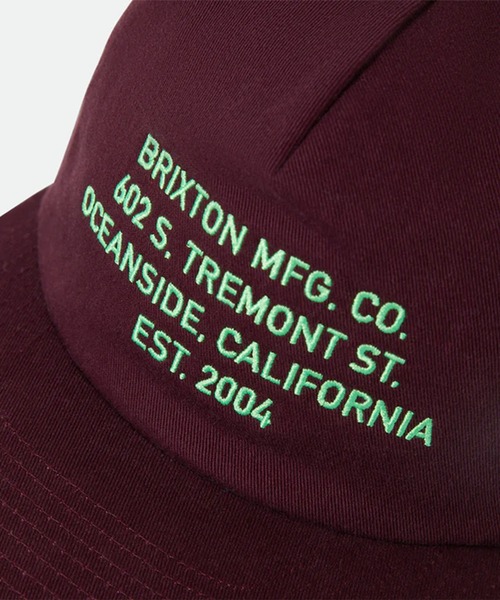 BRIXTON MFG. CO.
602 S. TREMONT ST.
OCEANSIDE, CALIFORNIA
EST. 2004